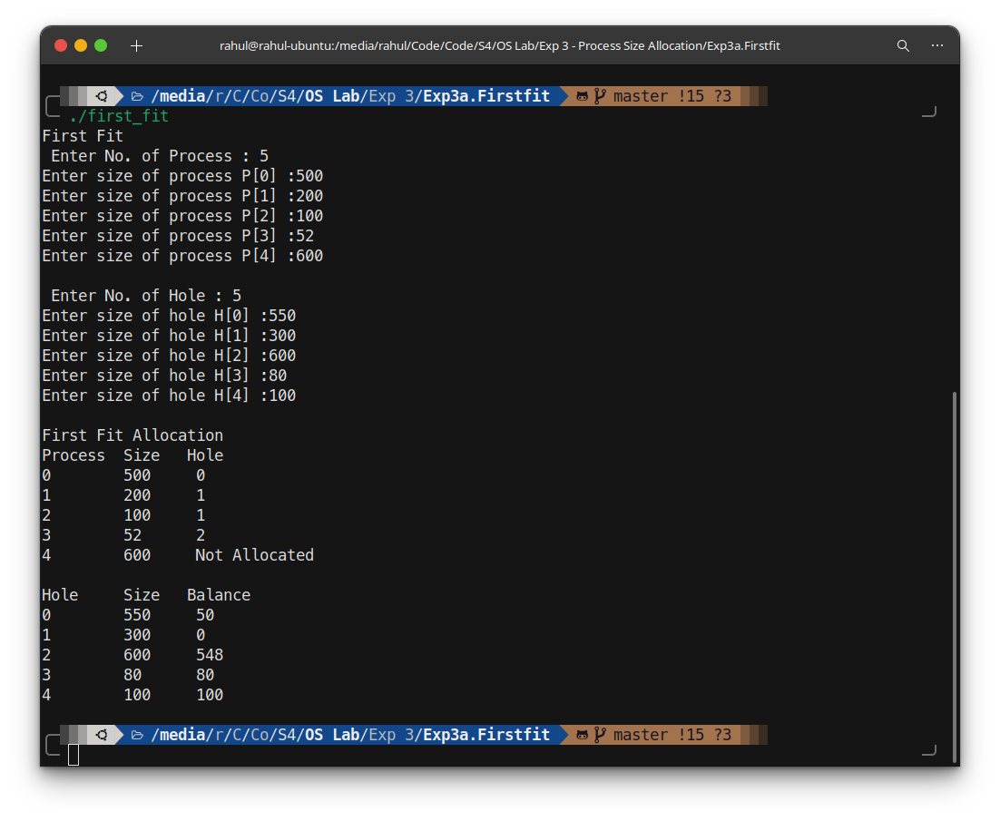 rahul@rahul-ubuntu:/media/rahul/Code/Code/S4/OS Lab/Exp 3 - Process Size Allocation/Exp3a.Firstfit
/media/r/C/Co/S4/OS Lab/Exp 3/Exp3a.Firstfit master !15 ?3
./first_fit
First Fit
Enter No. of Process : 5
Enter size of process P[0] :500
Enter size of process P[1] :200
Enter size of process P[2] :100
Enter size of process P[3] :52
Enter size of process P[4] :600
Enter No. of Hole : 5
Enter size of hole H[0] :550
Enter size of hole H[1] :300
Enter size of hole H[2] :600
Enter size of hole H[3] :80
Enter size of hole H[4] :100
First Fit Allocation
Process Size Hole
0 500 0
1 200 1
2 100 1
3 52 2
4 600 Not Allocated
Hole Size Balance
0 550 50
1 300 0
2 600 548
3 80 80
4 100 100
/media/r/C/Co/S4/OS Lab/Exp 3/Exp3a.Firstfit master !15 ?3